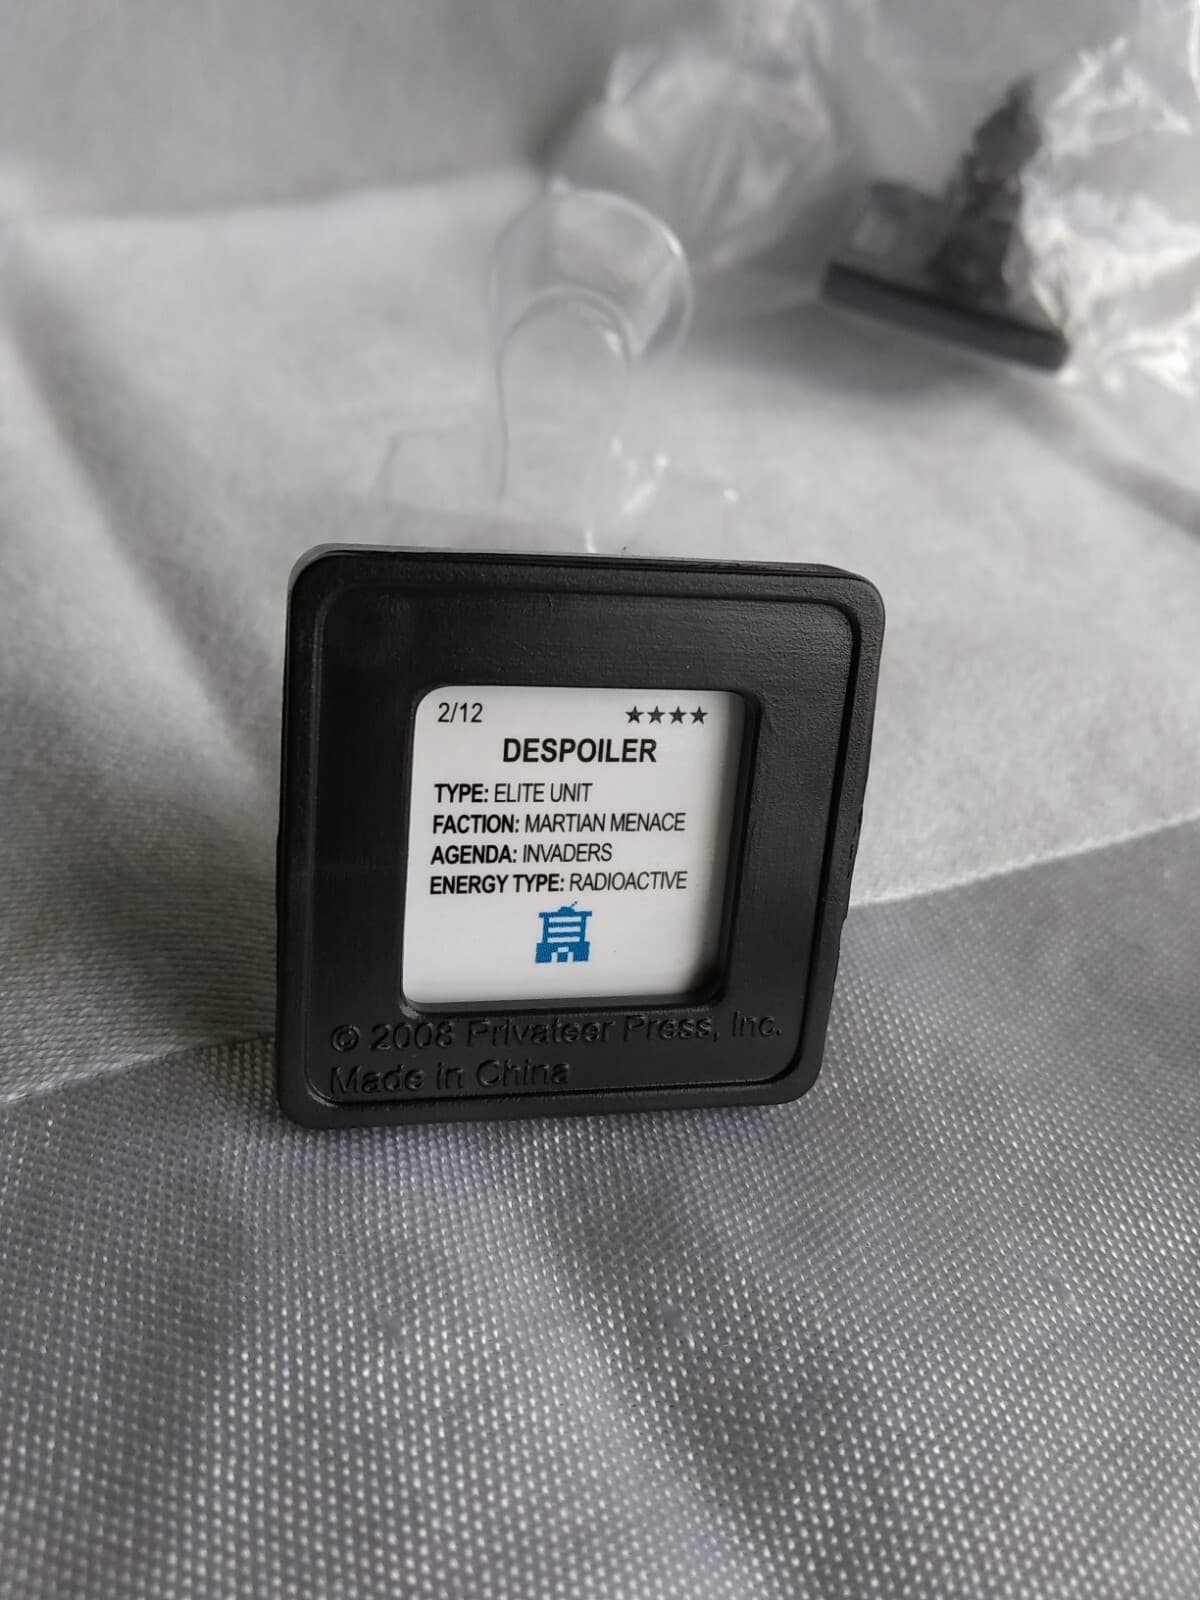 2/12 ★★★★
DESPOILER
TYPE: ELITE UNIT
FACTION: MARTIAN MENACE
AGENDA: INVADERS
ENERGY TYPE: RADIOACTIVE
© 2008 Privateer Press, Inc.
Made in China